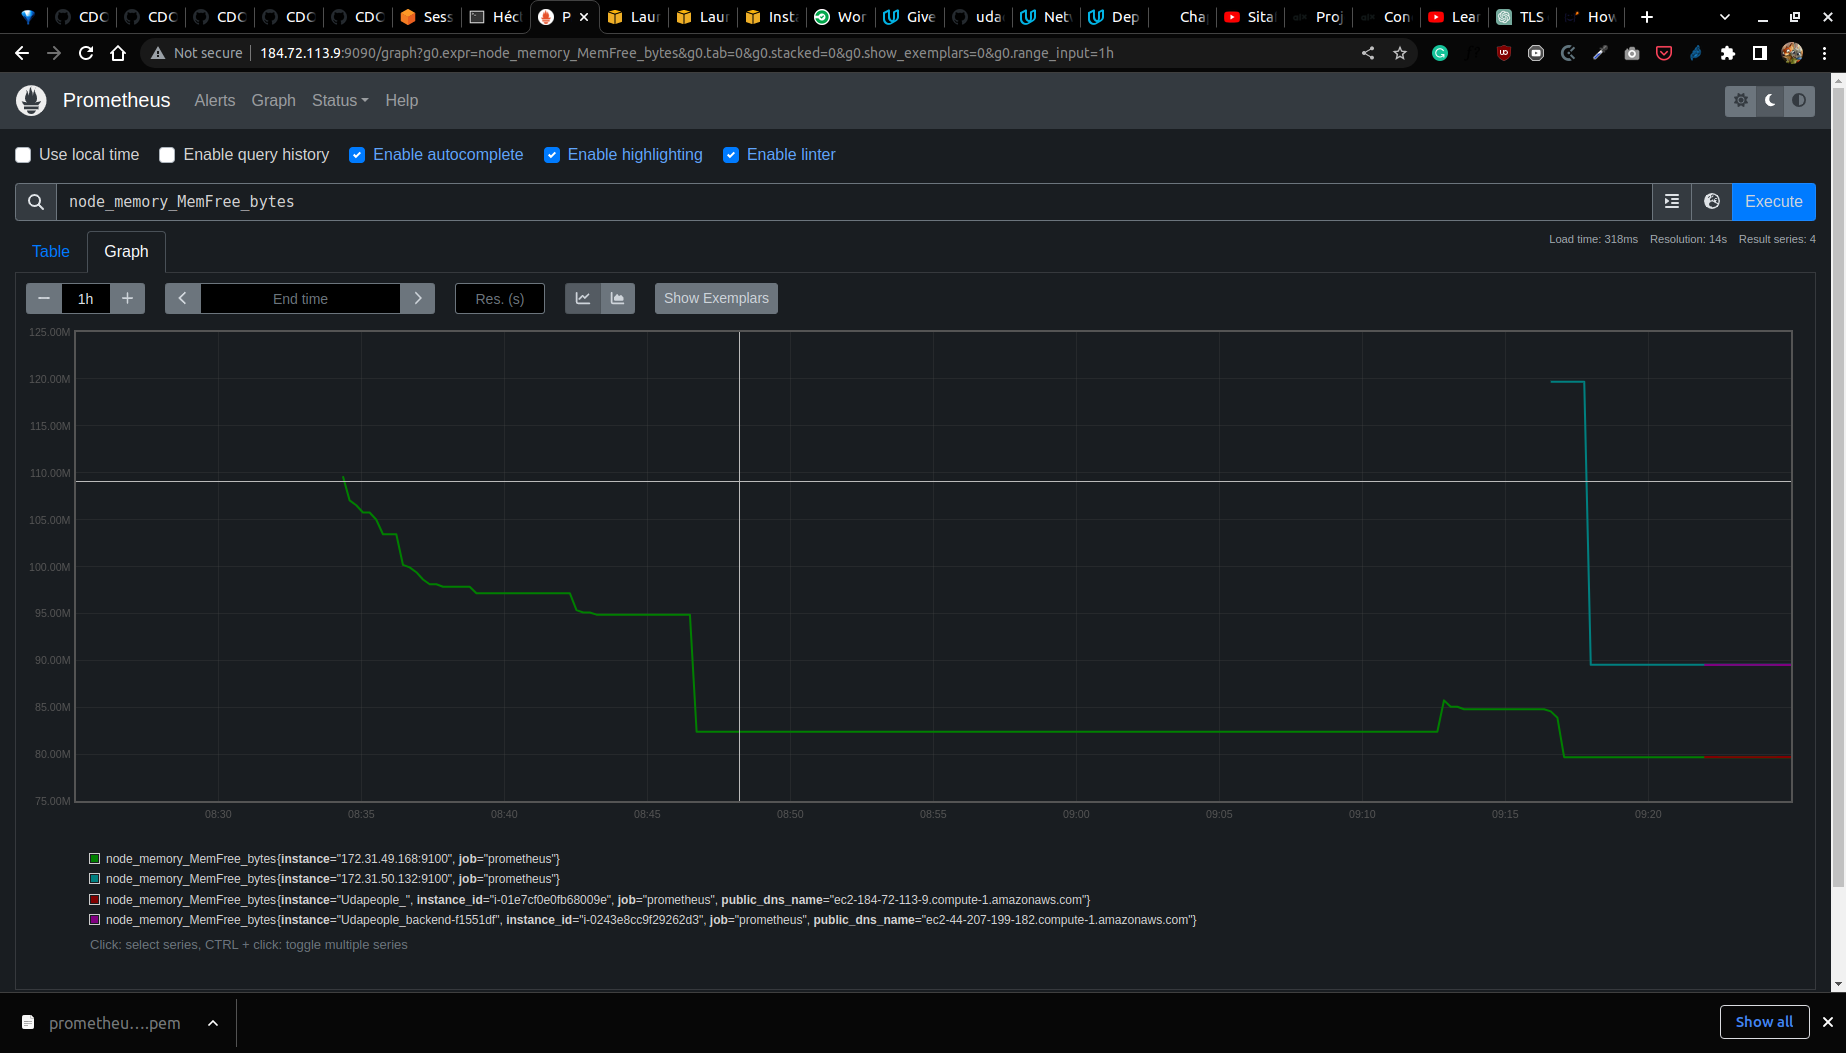 CDC CDC CDC CDC CDC Sess Héct P Laur Laur Inst Wor Give uda Netw Dep Cha Sita Proj Con Lear TLS How
Not secure 184.72.113.9:9090/graph?g0.expr=node_memory_MemFree_bytes&g0.tab=0&g0.stacked=0&g0.show_exemplars=0&g0.range_input=1h
Prometheus Alerts Graph Status Help
Use local time Enable query history Enable autocomplete Enable highlighting Enable linter
node_memory_MemFree_bytes Execute
Table Graph Load time: 318ms Resolution: 14s Result series: 4
1h End time Res. (s) Show Exemplars
125.00M
120.00M
115.00M
110.00M
105.00M
100.00M
95.00M
90.00M
85.00M
80.00M
75.00M
08:30 08:35 08:40 08:45 08:50 08:55 09:00 09:05 09:10 09:15 09:20
node_memory_MemFree_bytes{instance="172.31.49.168:9100", job="prometheus"}
node_memory_MemFree_bytes{instance="172.31.50.132:9100", job="prometheus"}
node_memory_MemFree_bytes{instance="Udapeople_", instance_id="i-01e7cf0e0fb68009e", job="prometheus", public_dns_name="ec2-184-72-113-9.compute-1.amazonaws.com"}
node_memory_MemFree_bytes{instance="Udapeople_backend-f1551df", instance_id="i-0243e8cc9f29262d3", job="prometheus", public_dns_name="ec2-44-207-199-182.compute-1.amazonaws.com"}
Click: select series, CTRL + click: toggle multiple series
prometheu....pem Show all